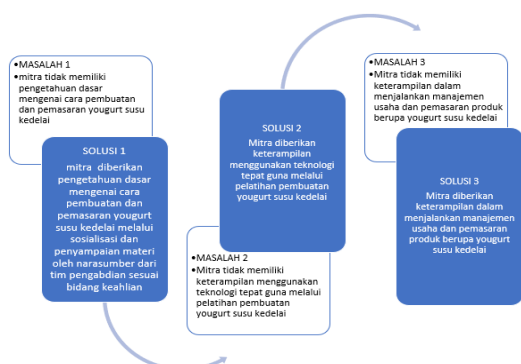 •MASALAH 1
•mitra tidak memiliki
pengetahuan dasar
mengenai cara pembuatan
dan pemasaran yougurt susu
kedelai
SOLUSI 1
mitra diberikan
pengetahuan dasar
mengenai cara
pembuatan dan
pemasaran yougurt susu
kedelai melalui
sosialisasi dan
penyampaian materi
oleh narasumber dari
tim pengabdian sesuai
bidang keahlian
SOLUSI 2
Mitra diberikan
keterampilan
menggunakan teknologi
tepat guna melalui
pelatihan pembuatan
yougurt susu kedelai
•MASALAH 2
•Mitra tidak memiliki
keterampilan menggunakan
teknologi tepat guna melalui
pelatihan pembuatan
yougurt susu kedelai
•MASALAH 3
•Mitra tidak memiliki
keterampilan dalam
menjalankan manajemen
usaha dan pemasaran produk
berupa yougurt susu kedelai
SOLUSI 3
Mitra diberikan
keterampilan dalam
menjalankan manajemen
usaha dan pemasaran
produk berupa yougurt
susu kedelai